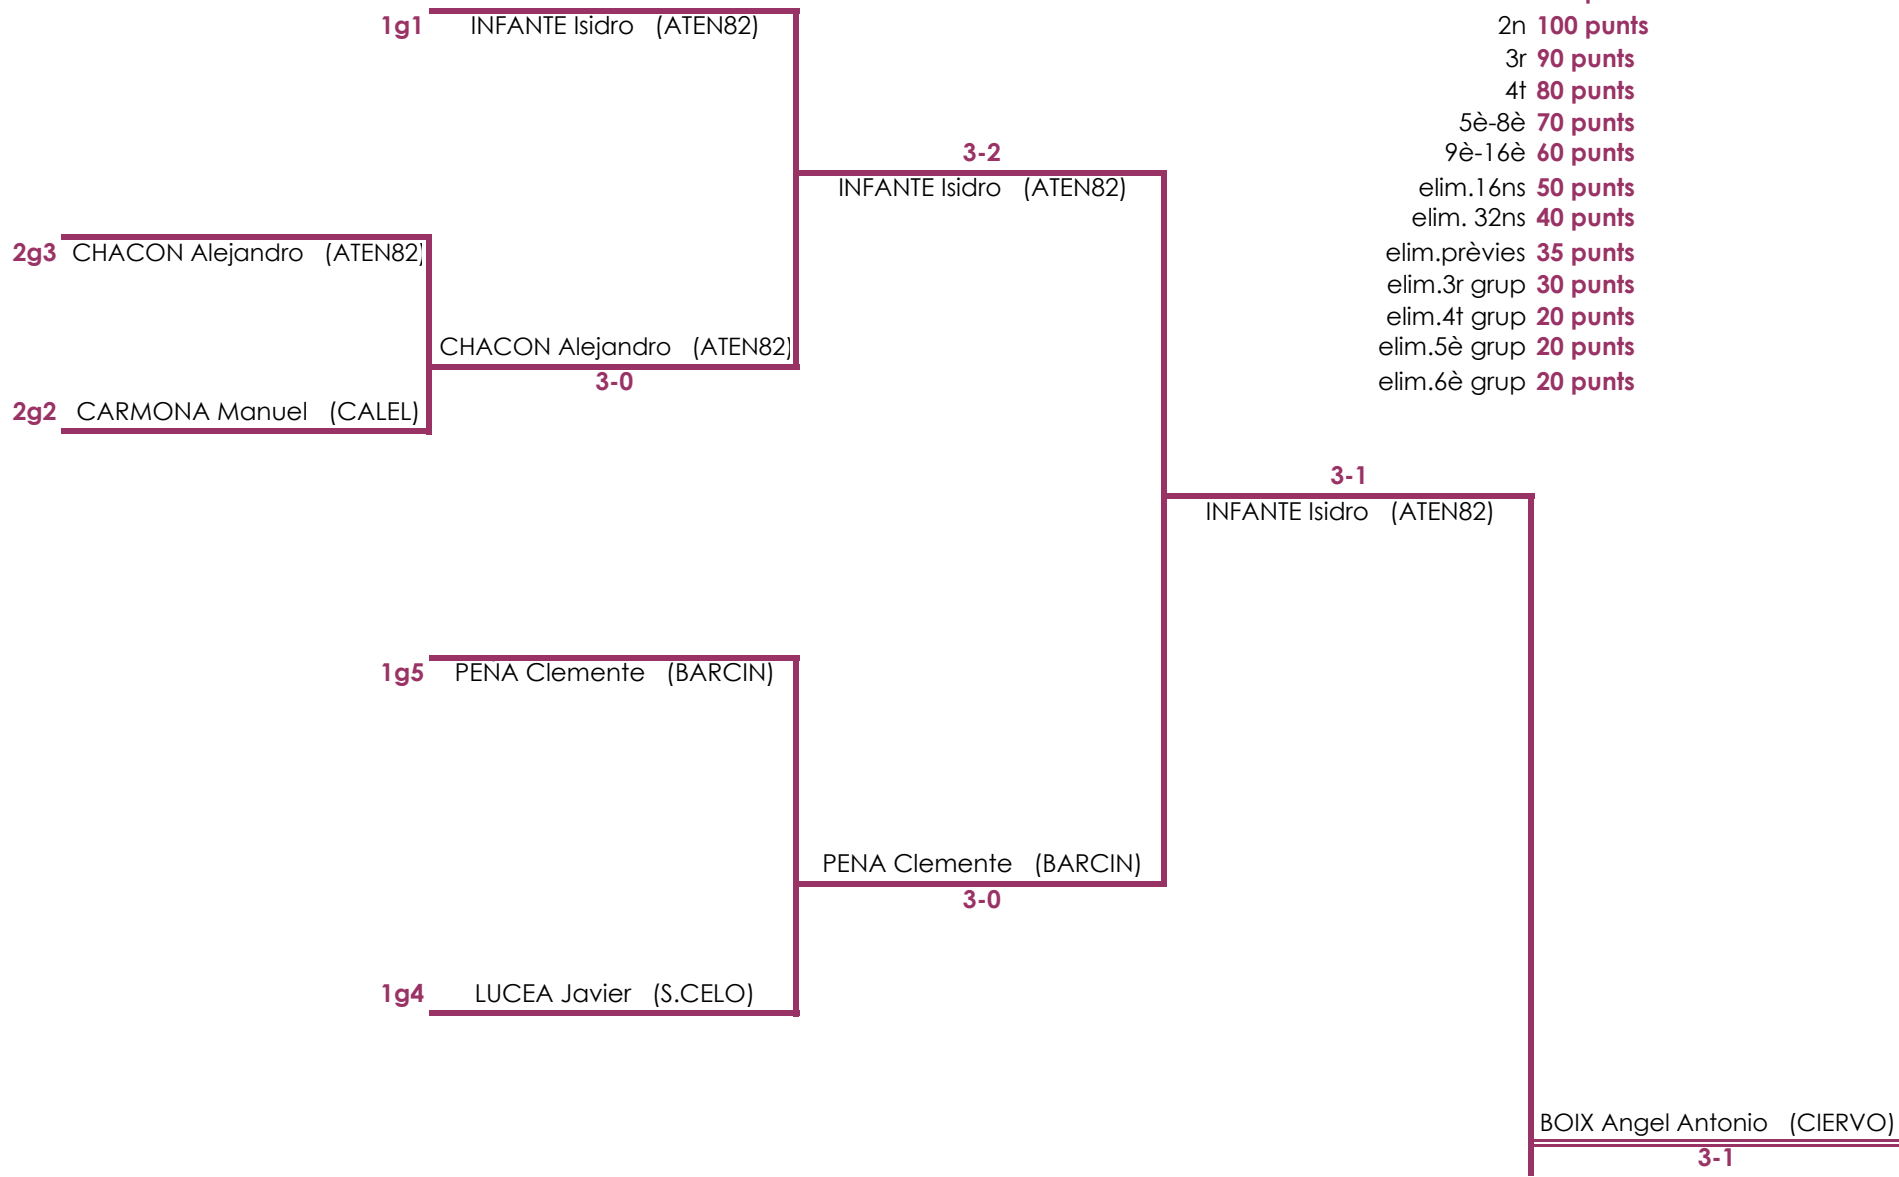 1g1 INFANTE Isidro (ATEN82)
2n 100 punts
3r 90 punts
4t 80 punts
5è-8è 70 punts
9è-16è 60 punts
elim.16ns 50 punts
elim. 32ns 40 punts
elim.prèvies 35 punts
elim.3r grup 30 punts
elim.4t grup 20 punts
elim.5è grup 20 punts
elim.6è grup 20 punts
3-2
INFANTE Isidro (ATEN82)
2g3 CHACON Alejandro (ATEN82)
CHACON Alejandro (ATEN82)
3-0
2g2 CARMONA Manuel (CALEL)
3-1
INFANTE Isidro (ATEN82)
1g5 PENA Clemente (BARCIN)
PENA Clemente (BARCIN)
3-0
1g4 LUCEA Javier (S.CELO)
BOIX Angel Antonio (CIERVO)
3-1